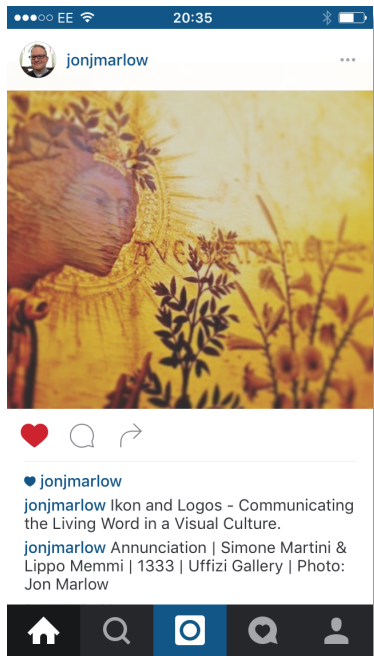 EE 20:35
jonjmarlow
AVE
jonjmarlow
jonjmarlow Ikon and Logos - Communicating
the Living Word in a Visual Culture.
jonjmarlow Annunciation | Simone Martini &
Lippo Memmi | 1333 | Uffizi Gallery | Photo:
Jon Marlow